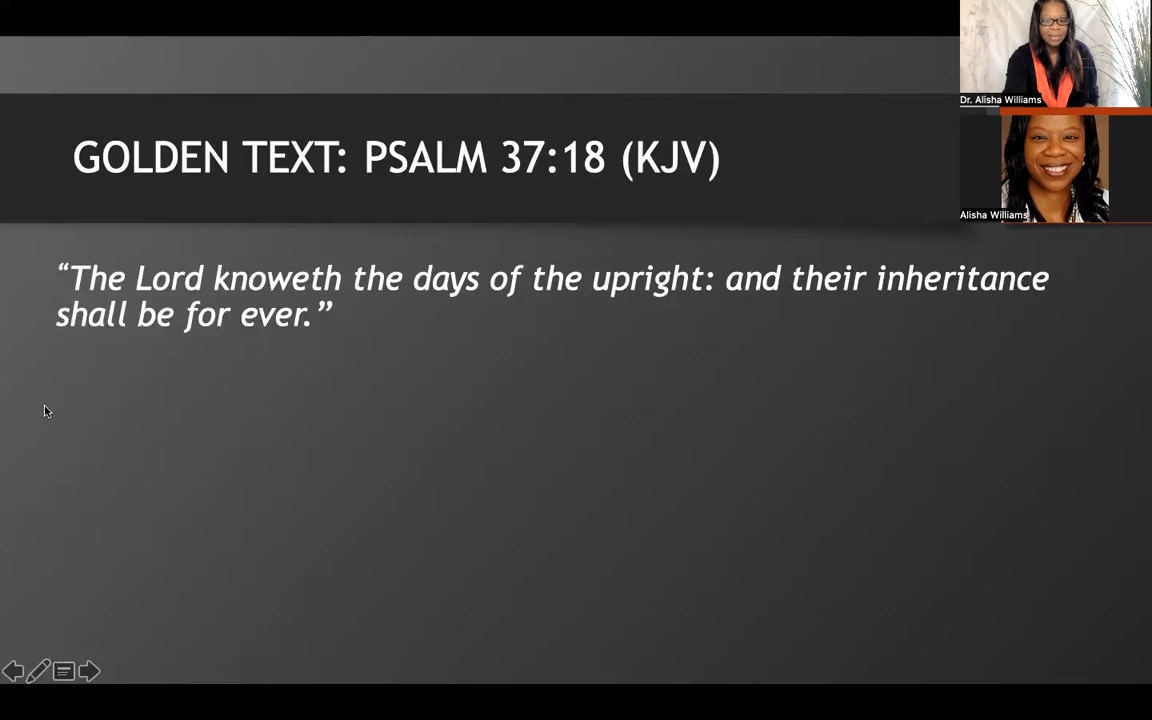 Dr. Alisha Williams
GOLDEN TEXT: PSALM 37:18 (KJV)
Alisha Williams
“The Lord knoweth the days of the upright: and their inheritance
shall be for ever.”